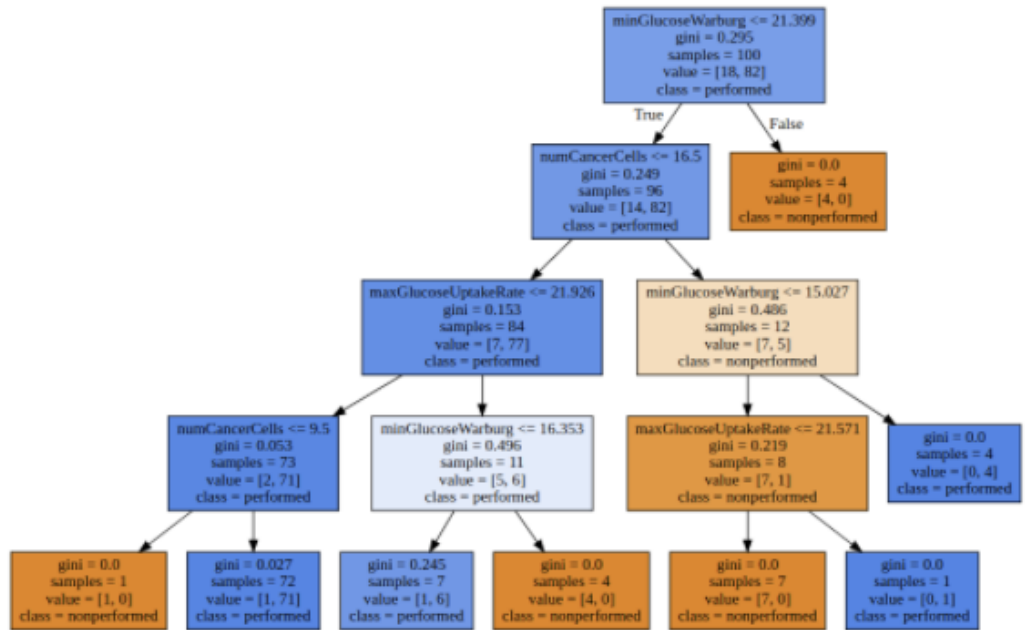 minGlucoseWarburg <= 21.399
gini = 0.295
samples = 100
value = [18, 82]
class = performed
True
False
numCancerCells <= 16.5
gini = 0.249
samples = 96
value = [14, 82]
class = performed
gini = 0.0
samples = 4
value = [4, 0]
class = nonperformed
maxGlucoseUptakeRate <= 21.926
gini = 0.153
samples = 84
value = [7, 77]
class = performed
minGlucoseWarburg <= 15.027
gini = 0.486
samples = 12
value = [7, 5]
class = nonperformed
numCancerCells <= 9.5
gini = 0.053
samples = 73
value = [2, 71]
class = performed
minGlucoseWarburg <= 16.353
gini = 0.496
samples = 11
value = [5, 6]
class = performed
maxGlucoseUptakeRate <= 21.571
gini = 0.219
samples = 8
value = [7, 1]
class = nonperformed
gini = 0.0
samples = 4
value = [0, 4]
class = performed
gini = 0.0
samples = 1
value = [1, 0]
class = nonperformed
gini = 0.027
samples = 72
value = [1, 71]
class = performed
gini = 0.245
samples = 7
value = [1, 6]
class = performed
gini = 0.0
samples = 4
value = [4, 0]
class = nonperformed
gini = 0.0
samples = 7
value = [7, 0]
class = nonperformed
gini = 0.0
samples = 1
value = [0, 1]
class = performed